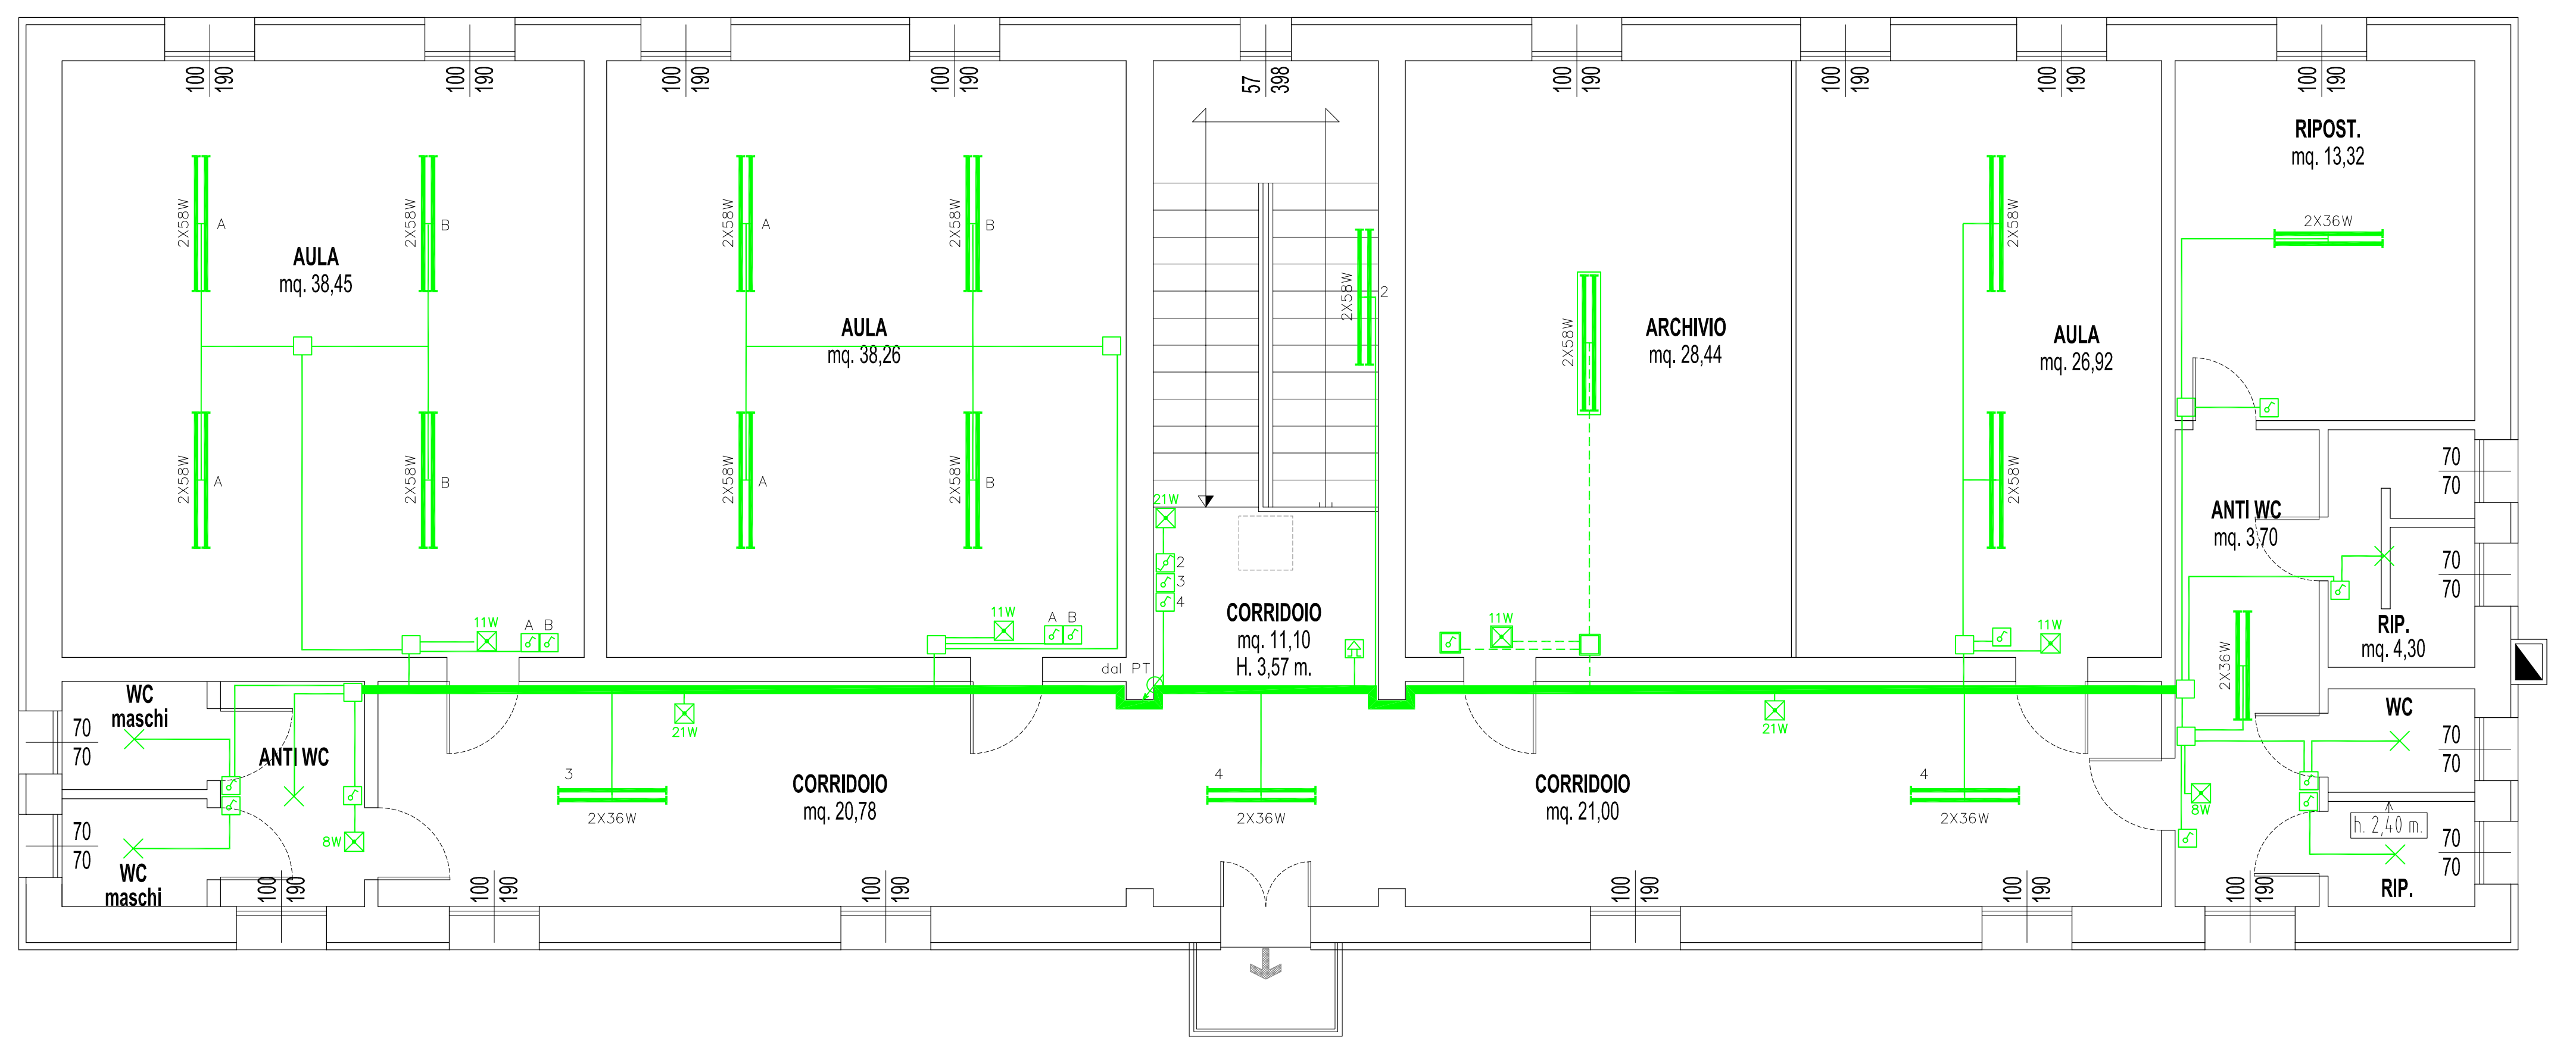 100
190
100
190
100
190
100
190
57
398
100
190
100
190
100
190
100
190
RIPOST.
mq. 13,32
2X36W
2X58W
A
2X58W
B
AULA
mq. 38,45
2X58W
A
2X58W
B
2X58W
A
2X58W
B
AULA
mq. 38,26
2X58W
A
2X58W
B
2X58W
2
2X58W
ARCHIVIO
mq. 28,44
2X58W
AULA
mq. 26,92
2X58W
11W
A B
11W
A B
21W
2
3
4
CORRIDOIO
mq. 11,10
H. 3,57 m.
dal PT
11W
11W
ANTI WC
mq. 3,70
RIP.
mq. 4,30
70
70
70
70
2X36W
WC
maschi
70
70
ANTI WC
8W
70
70
WC
maschi
100
190
21W
3
2X36W
CORRIDOIO
mq. 20,78
4
2X36W
21W
CORRIDOIO
mq. 21,00
4
2X36W
WC
70
70
8W
h. 2,40 m.
70
70
RIP.
100
190
100
190
100
190
100
190
100
190